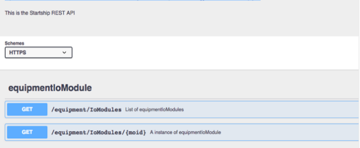 This is the Starship REST API
Schemes
HTTPS
equipmentIoModule
GET /equipment/IoModules List of equipmentIoModules
GET /equipment/IoModules/{moid} A instance of equipmentIoModule